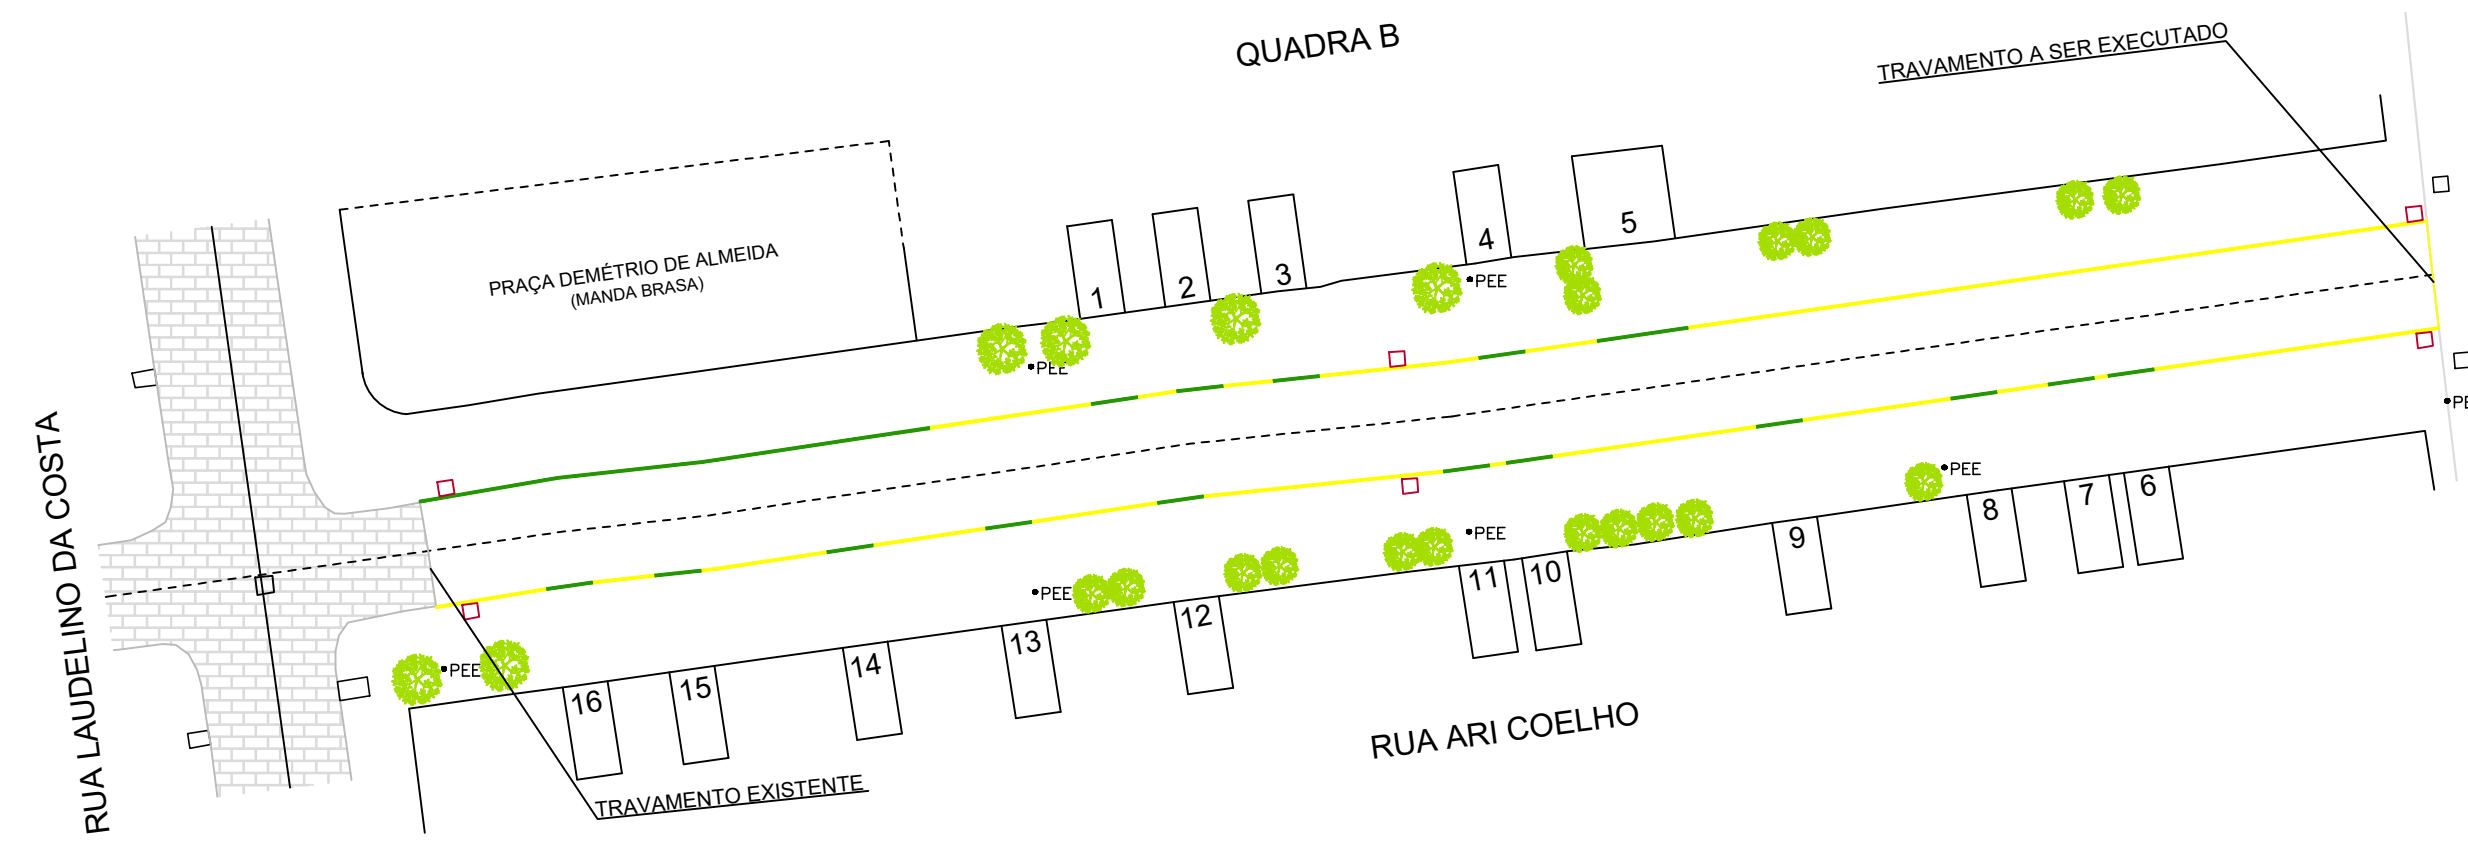 QUADRA B
TRAVAMENTO A SER EXECUTADO
PRAÇA DEMÉTRIO DE ALMEIDA
(MANDA BRASA)
1
2
3
4
5
PEE
PEE
RUA LAUDELINO DA COSTA
PEE
PEE
PEE
PEE
16
15
14
13
12
11
10
9
8
7
6
RUA ARI COELHO
TRAVAMENTO EXISTENTE